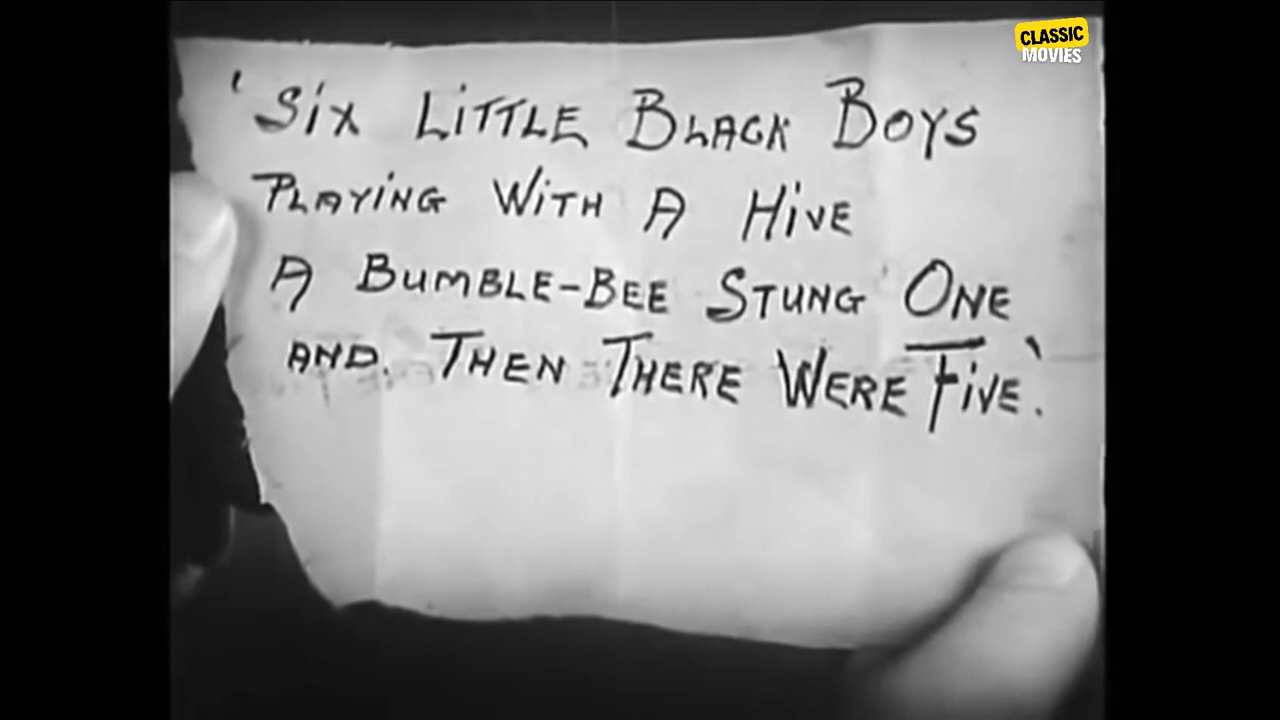 CLASSIC
MOVIES
'Six Little Black Boys
Playing With A Hive
A Bumble-Bee Stung One
And. Then There Were Five.'